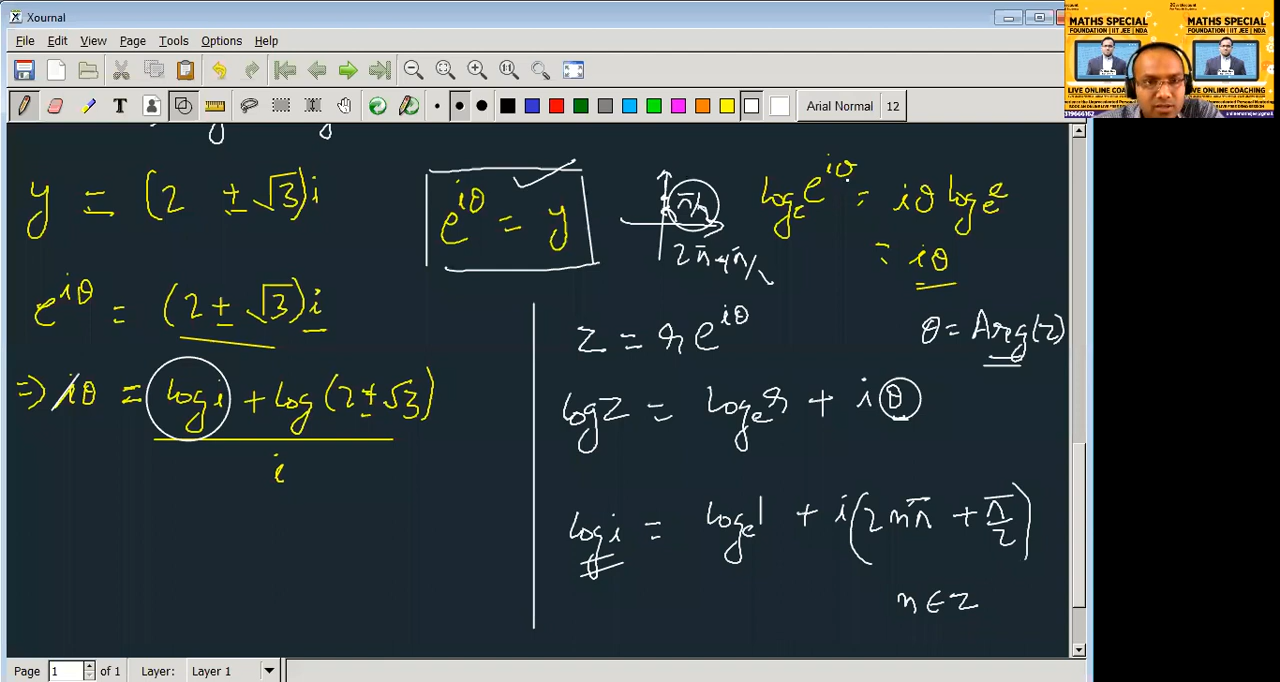 Xournal
File Edit View Page Tools Options Help
Arial Normal 12
MATHS SPECIAL
FOUNDATION | IIT JEE | NDA
LIVE ONLINE COACHING
MATHS SPECIAL
FOUNDATION | IIT JEE | NDA
y = (2 ± √3)i
e^{iθ} = y
π/2
2π+π/2
log_e e^{iθ} = iθ log_e e
= iθ
e^{iθ} = (2 ± √3)i
⇒ iθ = log i + log(2 ± √3)
i
z = r e^{iθ}
θ = Arg(z)
log z = log_e r + iθ
log i = log_e 1 + i(2nπ + π/2)
n ∈ Z
Page 1 of 1 Layer: Layer 1